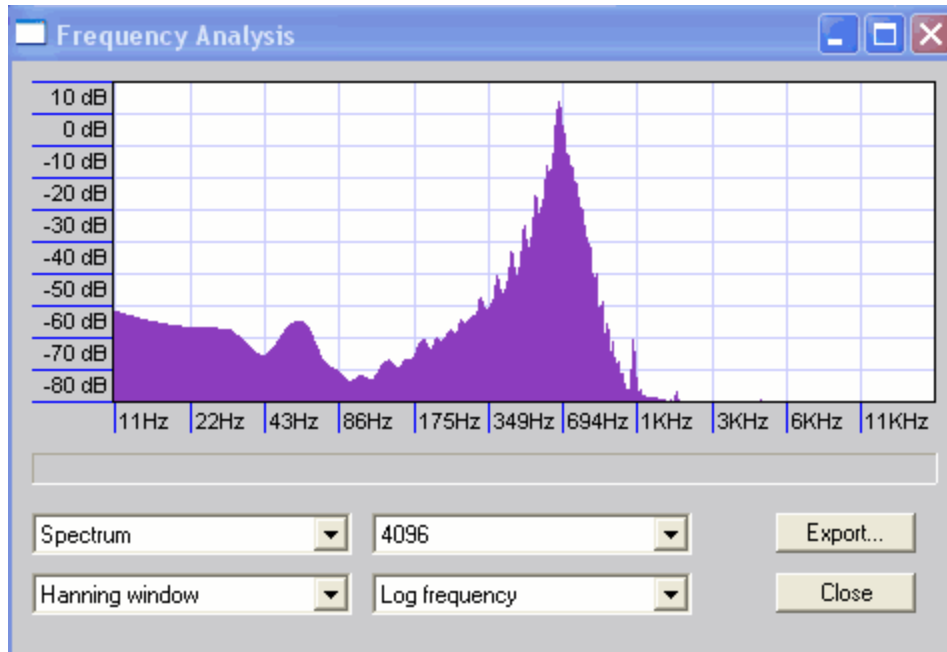 Frequency Analysis
10 dB
0 dB
-10 dB
-20 dB
-30 dB
-40 dB
-50 dB
-60 dB
-70 dB
-80 dB
11Hz 22Hz 43Hz 86Hz 175Hz 349Hz 694Hz 1KHz 3KHz 6KHz 11KHz
Spectrum 4096 Export...
Hanning window Log frequency Close